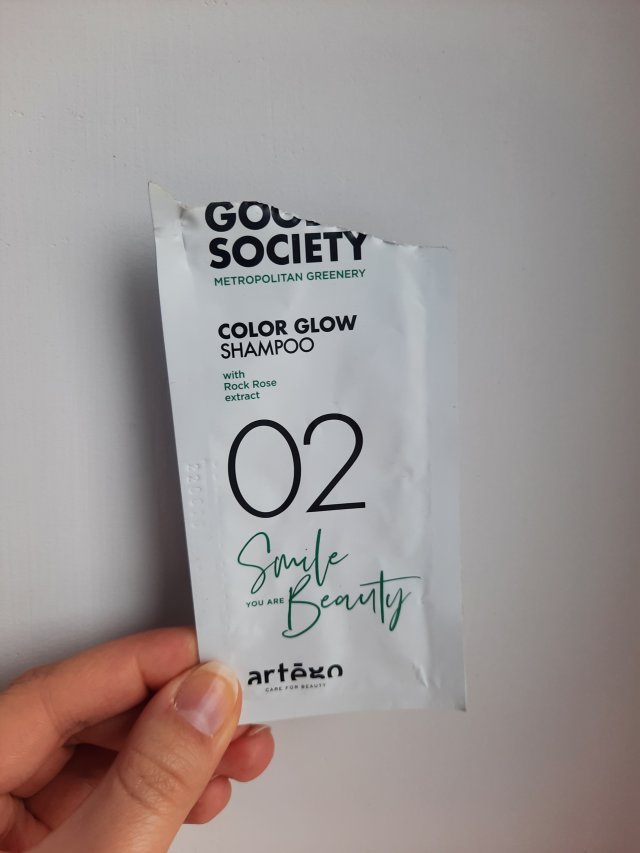 GOOD
SOCIETY
METROPOLITAN GREENERY
COLOR GLOW
SHAMPOO
with
Rock Rose
extract
02
Smile
YOU ARE Beauty
artēgo
CARE FOR BEAUTY